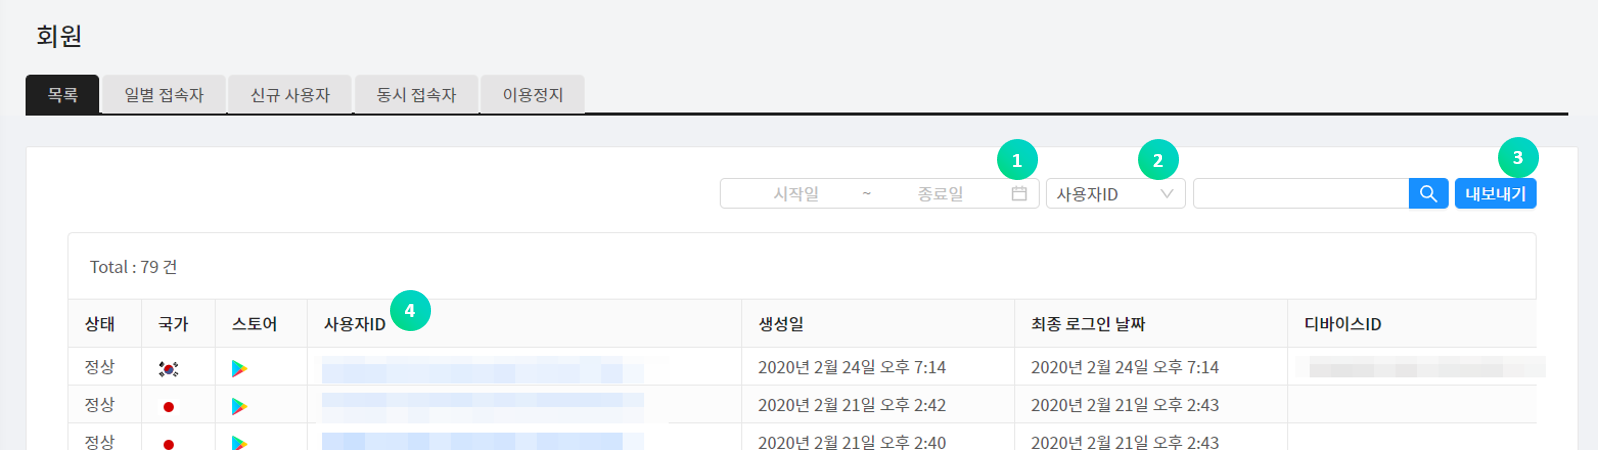 회원
목록 일별 접속자 신규 사용자 동시 접속자 이용정지
1 2 3
시작일 ~ 종료일 사용자ID 내보내기
Total : 79 건
4
상태 국가 스토어 사용자ID 생성일 최종 로그인 날짜 디바이스ID
정상 2020년 2월 24일 오후 7:14 2020년 2월 24일 오후 7:14
정상 2020년 2월 21일 오후 2:42 2020년 2월 21일 오후 2:43
정상 2020년 2월 21일 오후 2:40 2020년 2월 21일 오후 2:43